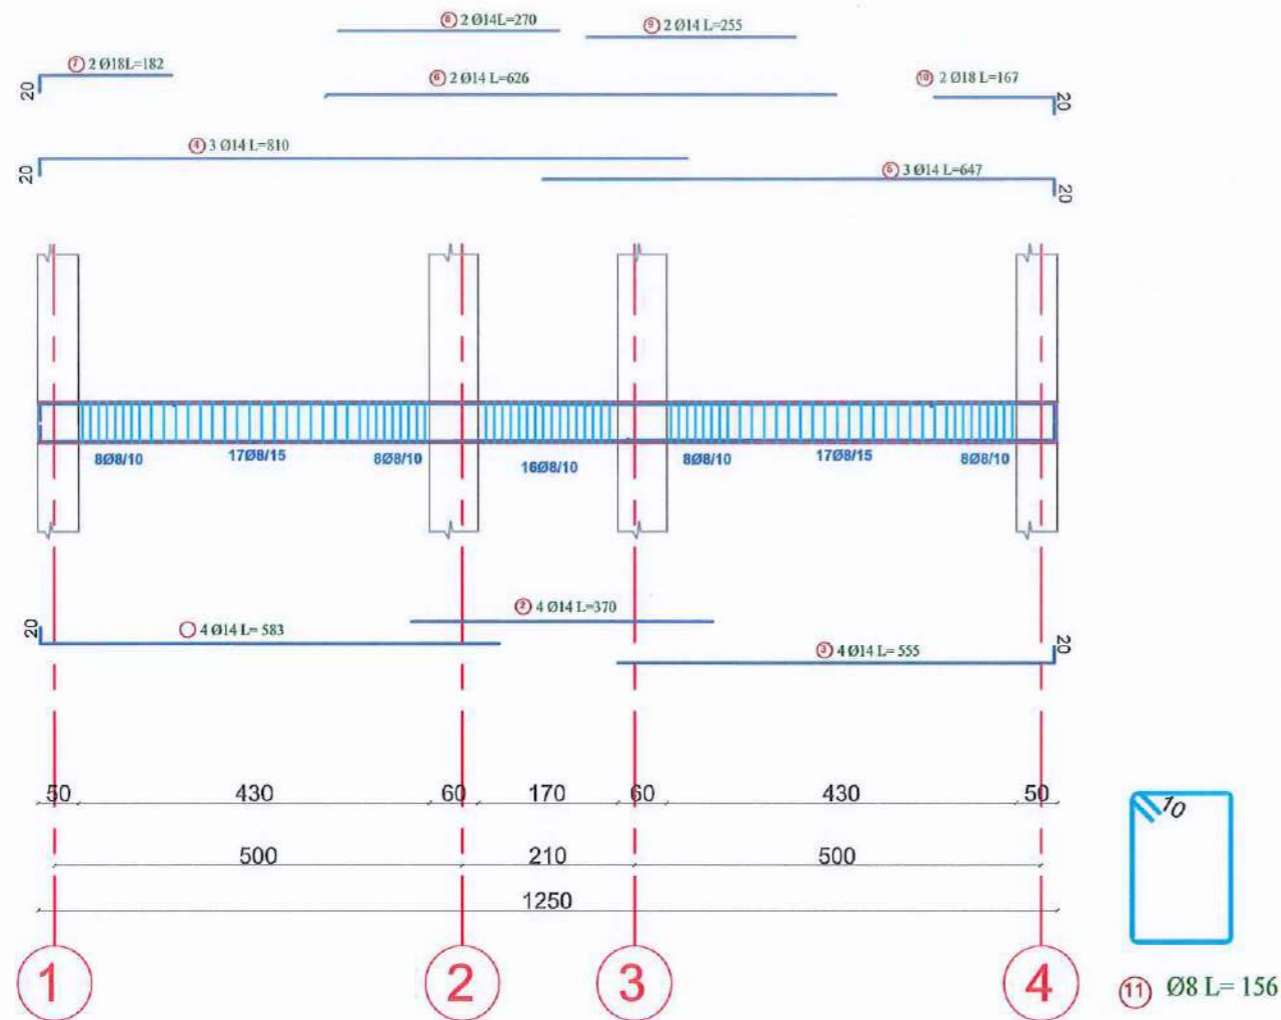 ⑧ 2 Ø14L=270
⑨ 2 Ø14 L=255
⑦ 2 Ø18L=182
20
⑥ 2 Ø14 L=626
⑩ 2 Ø18 L=167
20
④ 3 Ø14 L=810
20
⑤ 3 Ø14 L=647
20
8Ø8/10
17Ø8/15
8Ø8/10
16Ø8/10
8Ø8/10
17Ø8/15
8Ø8/10
② 4 Ø14 L=370
20
4 Ø14 L= 583
③ 4 Ø14 L= 555
20
50 430 60 170 60 430 50
10
500 210 500
1250
1 2 3 4
⑪ Ø8 L= 156